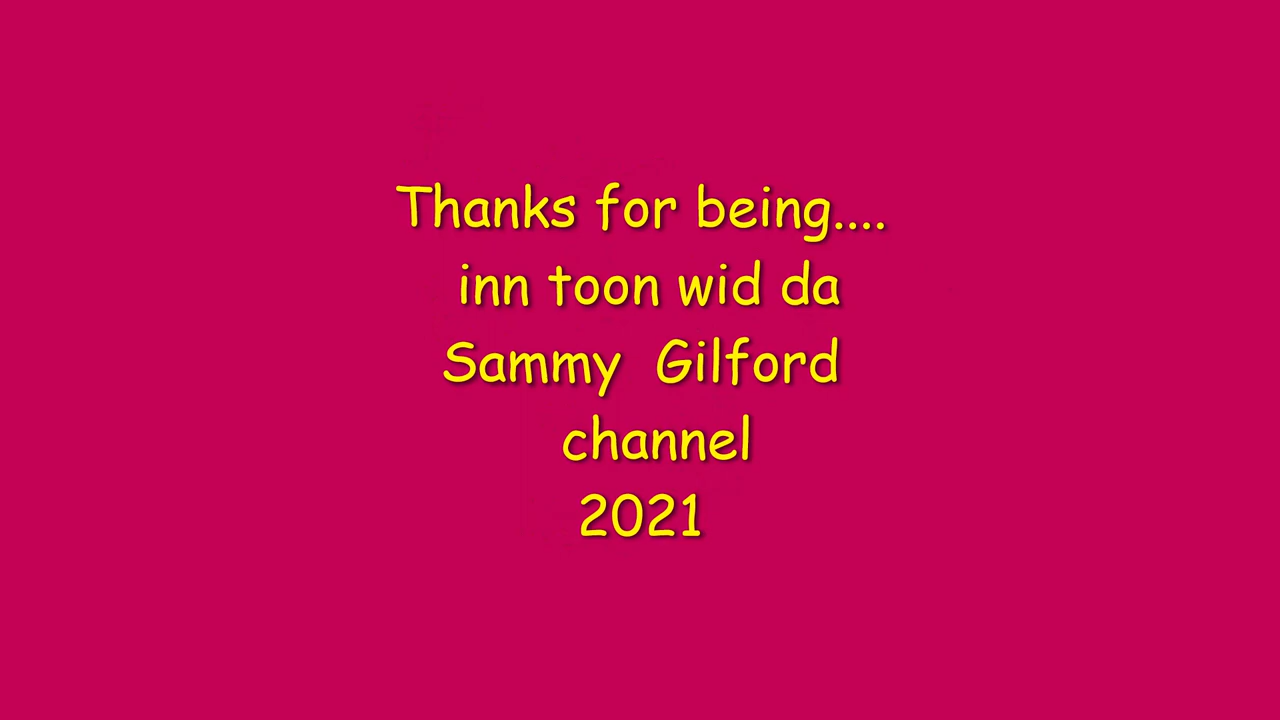 Thanks for being....
inn toon wid da
Sammy Gilford
channel
2021